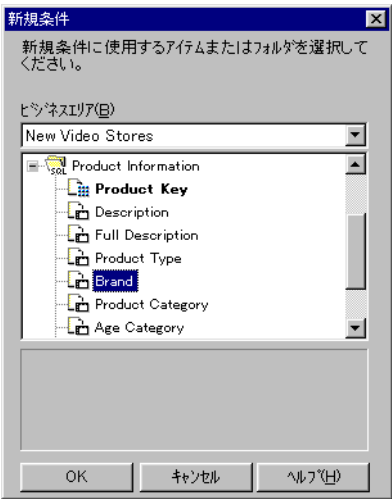 新規条件
新規条件に使用するアイテムまたはﾌｫﾙﾀﾞを選択して
ください。
ﾋﾞｼﾞﾈｽｴﾘｱ(B)
New Video Stores
Product Information
SQL
Product Key
Description
Full Description
Product Type
Brand
Product Category
Age Category
OK
ｷｬﾝｾﾙ
ﾍﾙﾌﾟ(H)